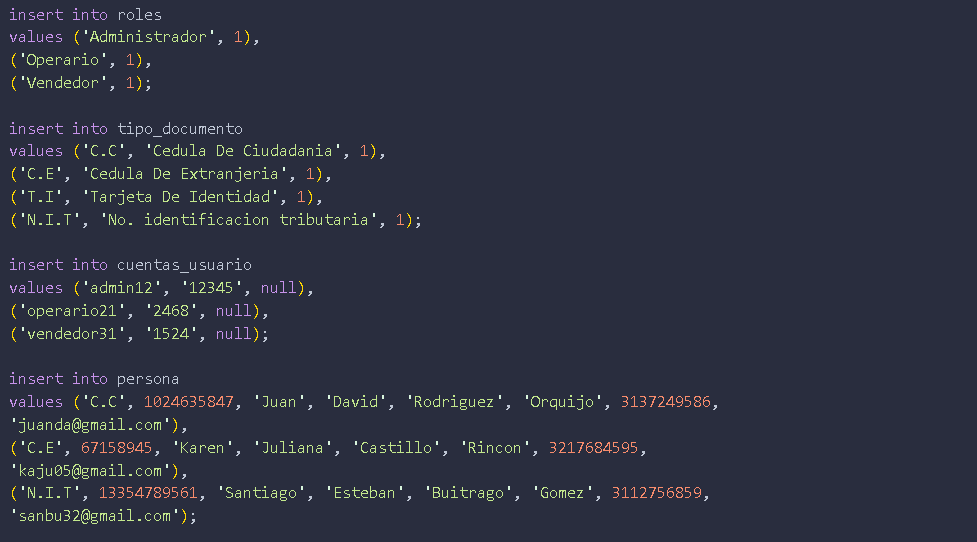 insert into roles
values ('Administrador', 1),
('Operario', 1),
('Vendedor', 1);
insert into tipo_documento
values ('C.C', 'Cedula De Ciudadania', 1),
('C.E', 'Cedula De Extranjeria', 1),
('T.I', 'Tarjeta De Identidad', 1),
('N.I.T', 'No. identificacion tributaria', 1);
insert into cuentas_usuario
values ('admin12', '12345', null),
('operario21', '2468', null),
('vendedor31', '1524', null);
insert into persona
values ('C.C', 1024635847, 'Juan', 'David', 'Rodriguez', 'Orquijo', 3137249586,
'juanda@gmail.com'),
('C.E', 67158945, 'Karen', 'Juliana', 'Castillo', 'Rincon', 3217684595,
'kaju05@gmail.com'),
('N.I.T', 13354789561, 'Santiago', 'Esteban', 'Buitrago', 'Gomez', 3112756859,
'sanbu32@gmail.com');